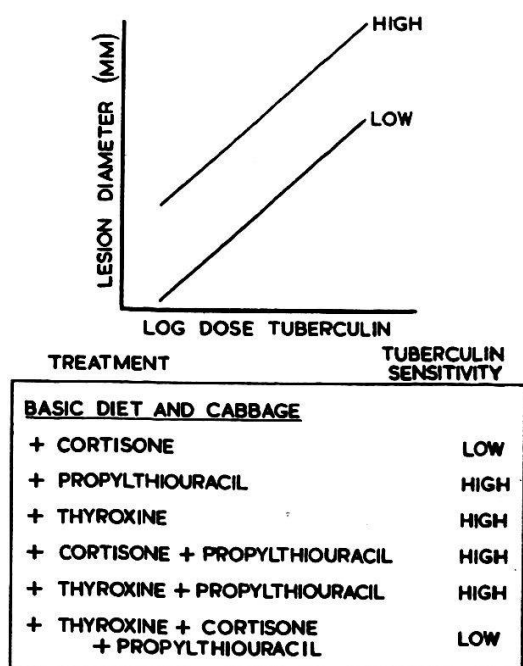 HIGH
LOW
LESION DIAMETER (MM)
LOG DOSE TUBERCULIN
TREATMENT TUBERCULIN SENSITIVITY
BASIC DIET AND CABBAGE
+ CORTISONE LOW
+ PROPYLTHIOURACIL HIGH
+ THYROXINE HIGH
+ CORTISONE + PROPYLTHIOURACIL HIGH
+ THYROXINE + PROPYLTHIOURACIL HIGH
+ THYROXINE + CORTISONE
+ PROPYLTHIOURACIL LOW